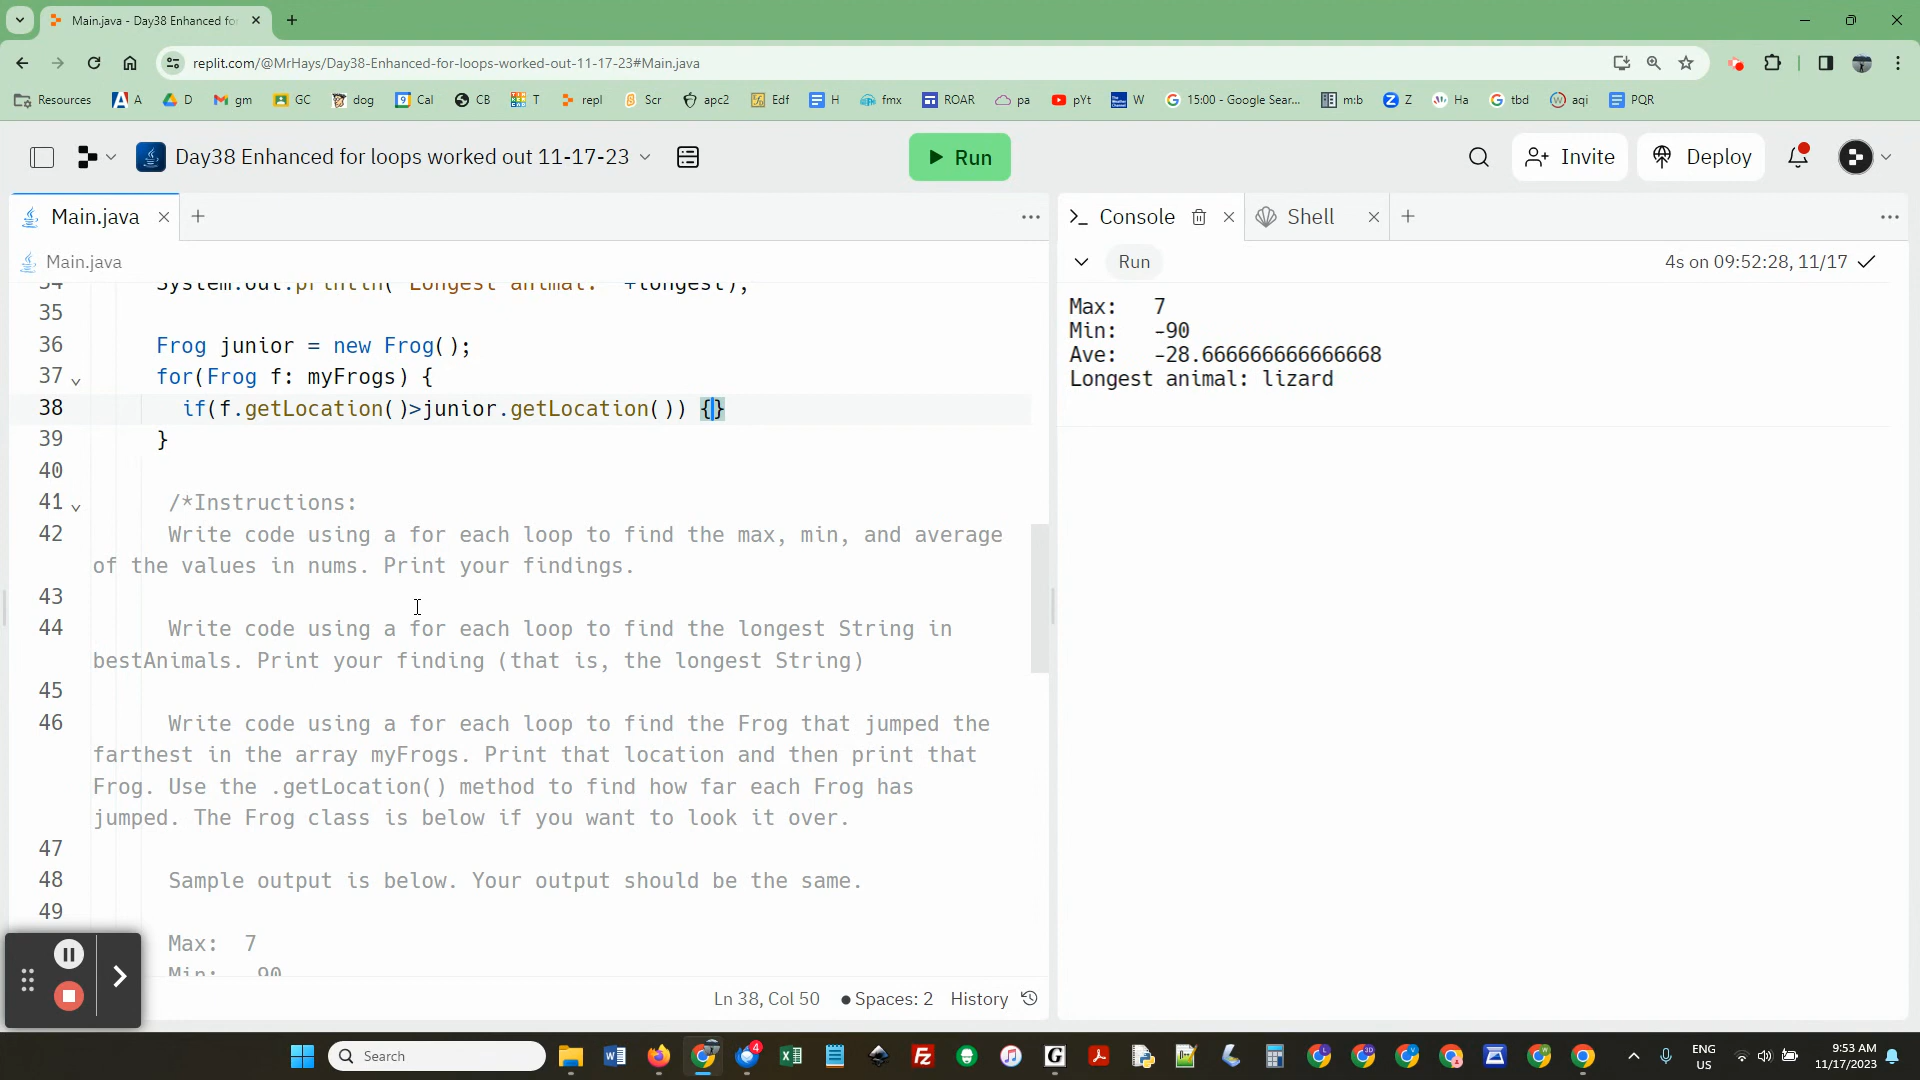 Main.java - Day38 Enhanced for
replit.com/@MrHays/Day38-Enhanced-for-loops-worked-out-11-17-23#Main.java
Resources A D gm GC dog Cal CB T repl Scr apc2 Edf H fmx ROAR pa pYt W 15:00 - Google Sear... m:b Z Ha tbd aqi PQR
Day38 Enhanced for loops worked out 11-17-23 Run Invite Deploy
Main.java
Console Shell
Main.java
Run 4s on 09:52:28, 11/17
34 System.out.println("Longest animal: "+longest);
35
36 Frog junior = new Frog();
37 for(Frog f: myFrogs) {
38 if(f.getLocation()>junior.getLocation()) {}
39 }
40
41 /*Instructions:
42 Write code using a for each loop to find the max, min, and average
of the values in nums. Print your findings.
43
44 Write code using a for each loop to find the longest String in
bestAnimals. Print your finding (that is, the longest String)
45
46 Write code using a for each loop to find the Frog that jumped the
farthest in the array myFrogs. Print that location and then print that
Frog. Use the .getLocation() method to find how far each Frog has
jumped. The Frog class is below if you want to look it over.
47
48 Sample output is below. Your output should be the same.
49
Max: 7
Min: -90
Ln 38, Col 50 Spaces: 2 History
Max: 7
Min: -90
Ave: -28.666666666666668
Longest animal: lizard
Search
4
ENG
US
9:53 AM
11/17/2023